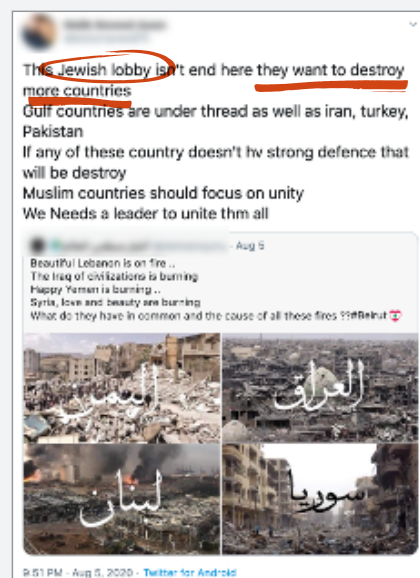 This Jewish lobby isn't end here they want to destroy
more countries
Gulf countries are under thread as well as iran, turkey,
Pakistan
If any of these country doesn't hv strong defence that
will be destroy
Muslim countries should focus on unity
We Needs a leader to unite thm all
- Aug 5
Beautiful Lebanon is on fire ..
The Iraq of civilizations is burning
Happy Yemen is burning ..
Syria, love and beauty are burning
What do they have in common and the cause of all these fires ??#Beirut
اليمن
العراق
لبنان
سوريا
9:51 PM - Aug 5, 2020 - Twitter for Android